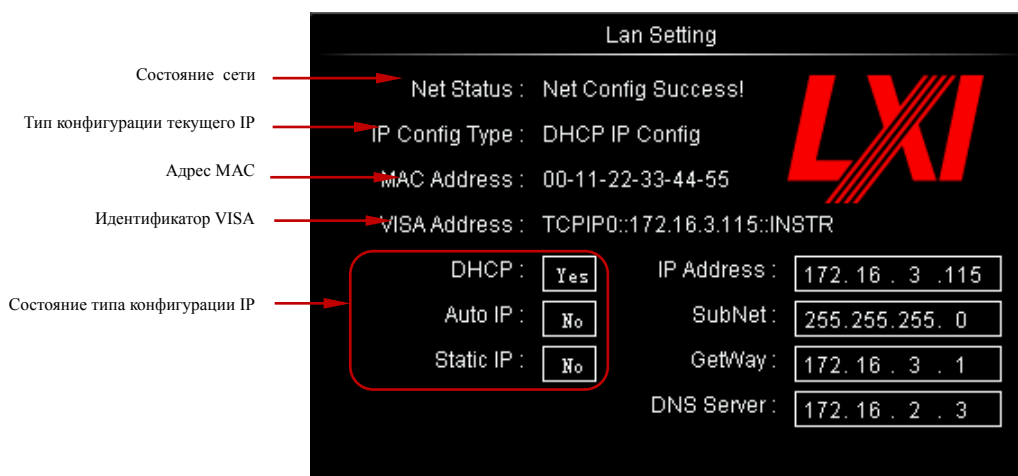 Lan Setting
Состояние сети
Net Status : Net Config Success!
LXI
Тип конфигурации текущего IP
IP Config Type : DHCP IP Config
Адрес MAC
MAC Address : 00-11-22-33-44-55
Идентификатор VISA
VISA Address : TCPIP0::172.16.3.115::INSTR
DHCP : Yes IP Address : 172. 16 . 3 .115
Состояние типа конфигурации IP
Auto IP : No SubNet : 255.255.255. 0
Static IP : No GetWay : 172. 16 . 3 . 1
DNS Server : 172. 16 . 2 . 3